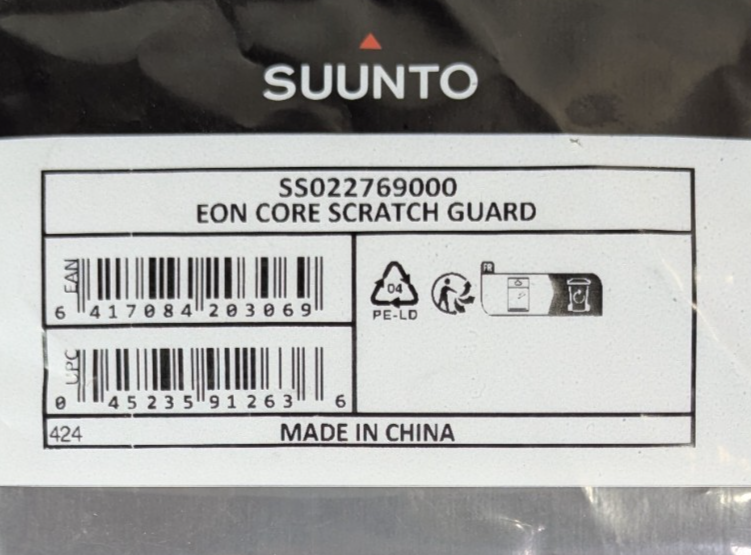 SUUNTO
SS022769000
EON CORE SCRATCH GUARD
EAN
6 417084 203069
UPC
0 45235 91263 6
04
PE-LD
FR
424
MADE IN CHINA